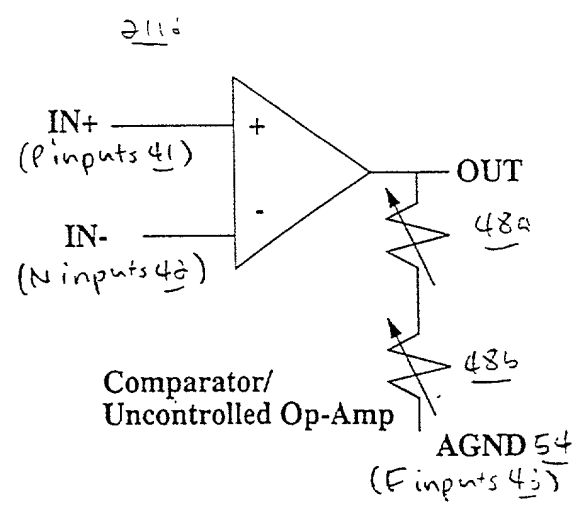 IN+
(P inputs 41)
+
OUT
-
IN-
(N inputs 42)
48a
48b
Comparator/
Uncontrolled Op-Amp
AGND 54
(F inputs 43)